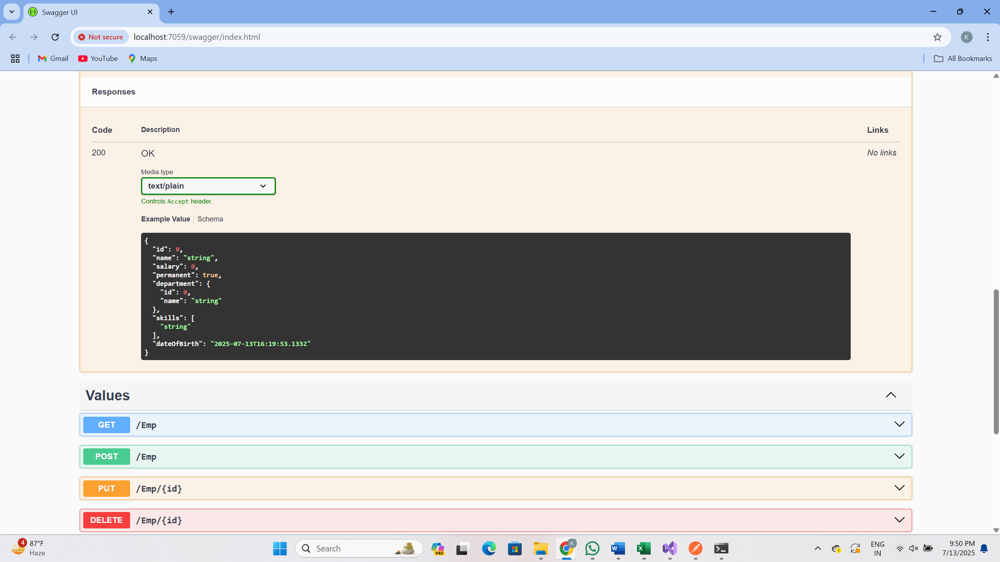 Swagger UI
Not secure
localhost:7059/swagger/index.html
K
Gmail
YouTube
Maps
All Bookmarks
Responses
Code
Description
Links
200
OK
No links
Media type
text/plain
Controls Accept header.
Example Value
Schema
{
  "id": 0,
  "name": "string",
  "salary": 0,
  "permanent": true,
  "department": {
    "id": 0,
    "name": "string"
  },
  "skills": [
    "string"
  ],
  "dateOfBirth": "2025-07-13T16:19:53.133Z"
}
Values
GET /Emp
POST /Emp
PUT /Emp/{id}
DELETE /Emp/{id}
4
87°F
Haze
Search
PRE
K
W
X
ENG
IN
9:50 PM
7/13/2025